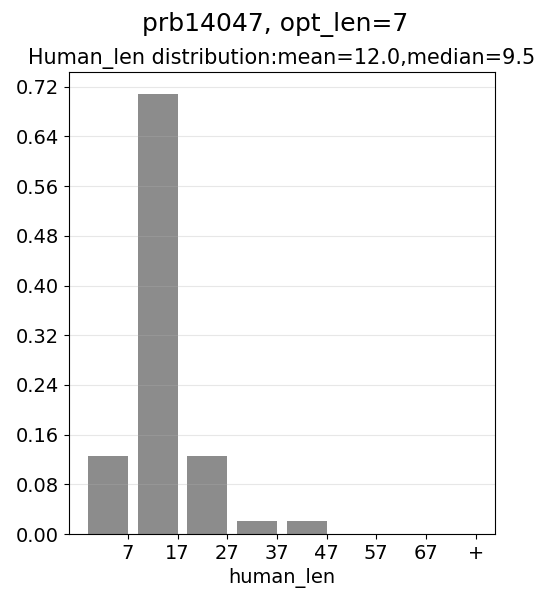 prb14047, opt_len=7
Human_len distribution:mean=12.0,median=9.5
0.72
0.64
0.56
0.48
0.40
0.32
0.24
0.16
0.08
0.00
7 17 27 37 47 57 67 +
human_len